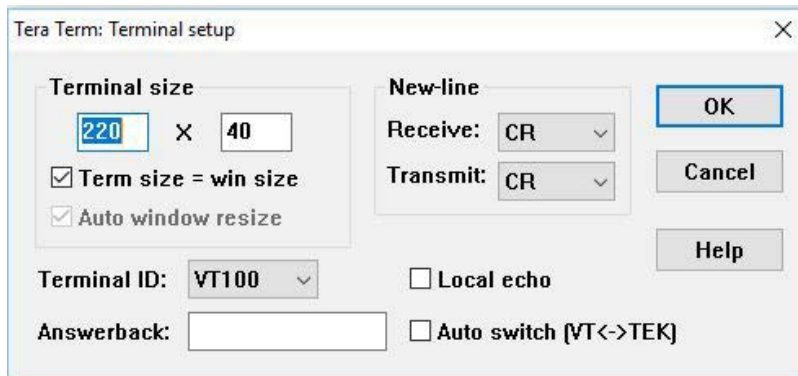 Tera Term: Terminal setup
Terminal size
220 X 40
Term size = win size
Auto window resize
New-line
Receive: CR
Transmit: CR
OK
Cancel
Help
Terminal ID: VT100
Local echo
Answerback:
Auto switch (VT<->TEK)